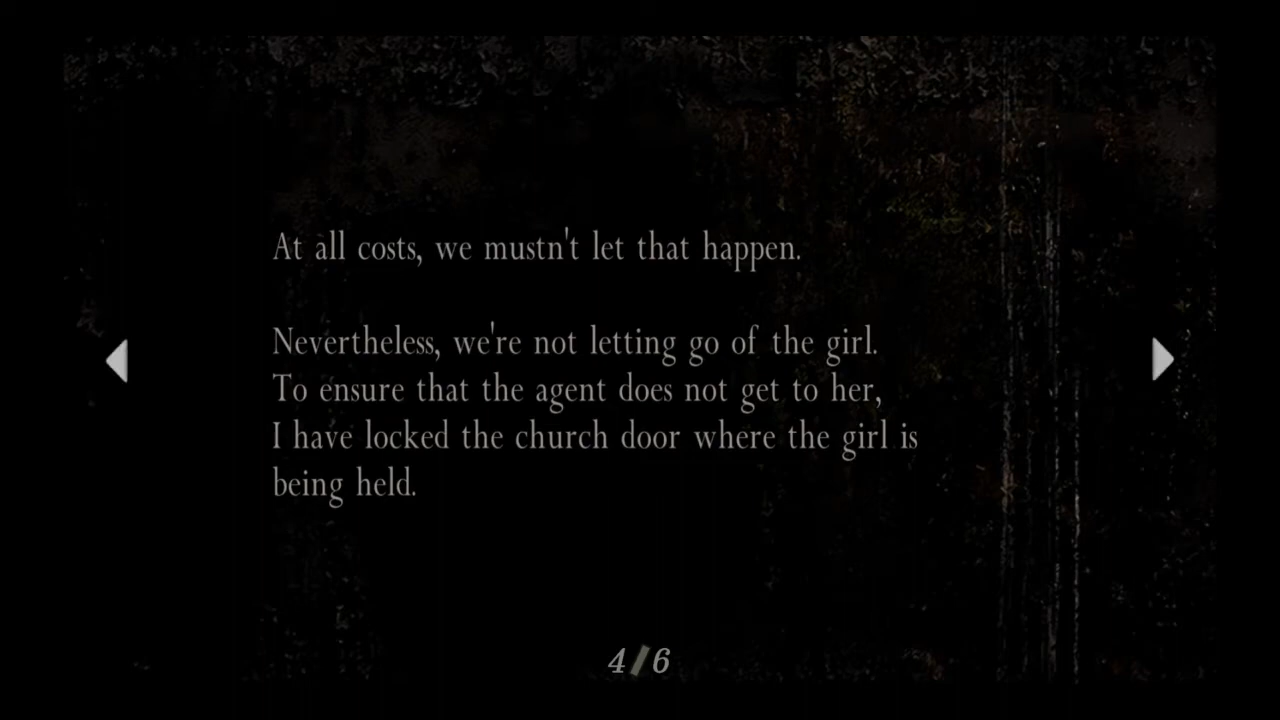 At all costs, we mustn't let that happen.
Nevertheless, we're not letting go of the girl.
To ensure that the agent does not get to her,
I have locked the church door where the girl is
being held.
4/6